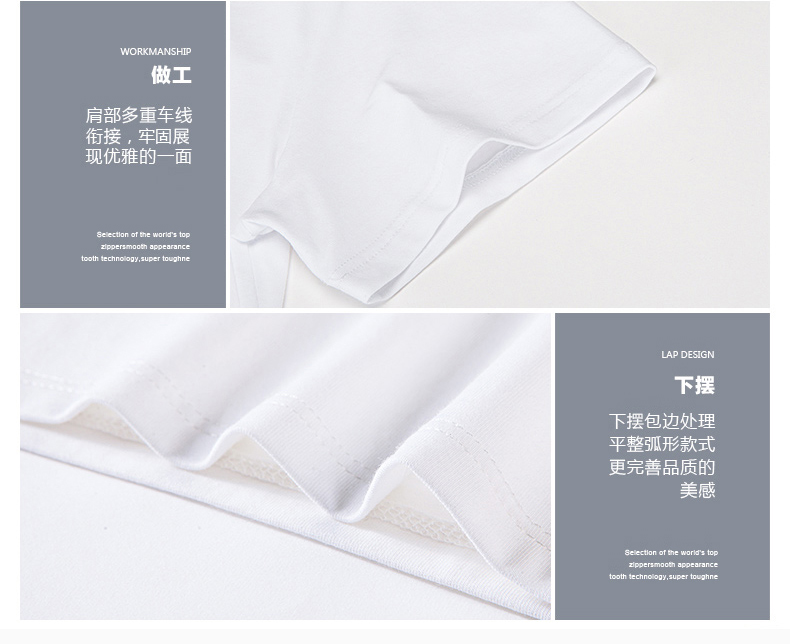 WORKMANSHIP
做工
肩部多重车线
衔接，牢固展
现优雅的一面
Selection of the world's top
zippersmooth appearance
tooth technology,super toughne
LAP DESIGN
下摆
下摆包边处理
平整弧形款式
更完善品质的
美感
Selection of the world's top
zippersmooth appearance
tooth technology,super toughne